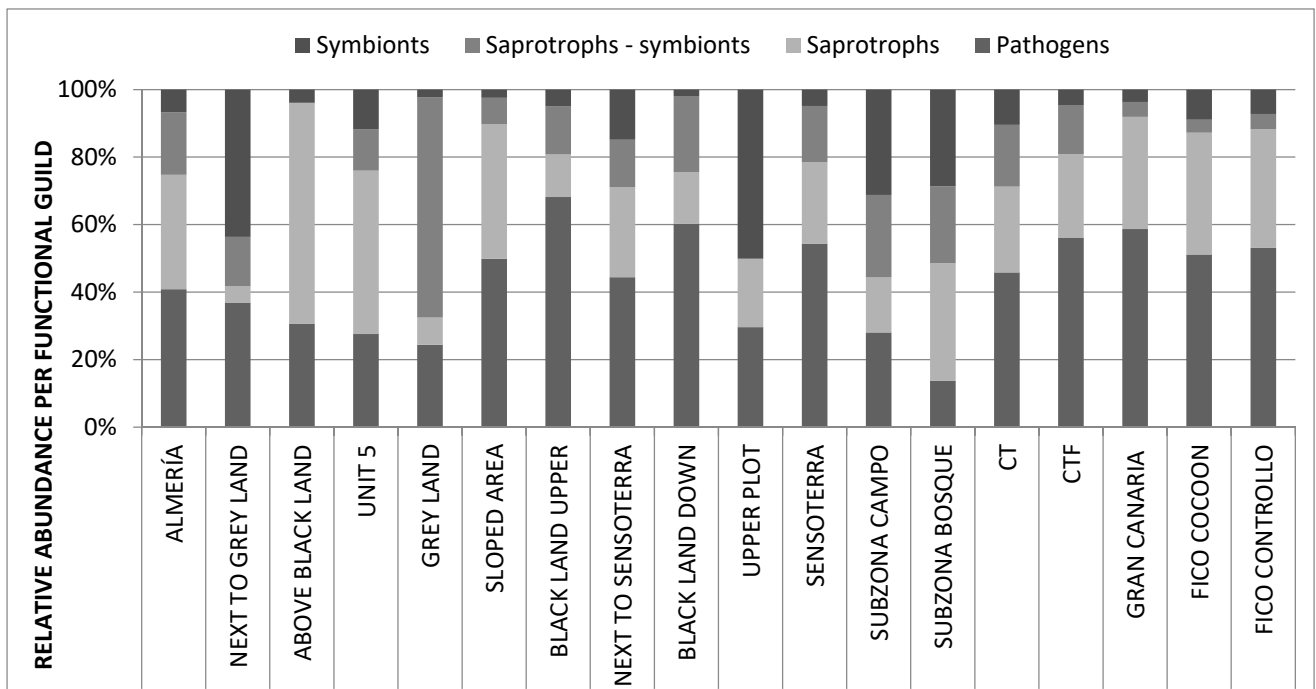 Symbionts Saprotrophs - symbionts Saprotrophs Pathogens
RELATIVE ABUNDANCE PER FUNCTIONAL GUILD
100%
80%
60%
40%
20%
0%
ALMERÍA
NEXT TO GREY LAND
ABOVE BLACK LAND
UNIT 5
GREY LAND
SLOPED AREA
BLACK LAND UPPER
NEXT TO SENSOTERRA
BLACK LAND DOWN
UPPER PLOT
SENSOTERRA
SUBZONA CAMPO
SUBZONA BOSQUE
CT
CTF
GRAN CANARIA
FICO COCOON
FICO CONTROLLO